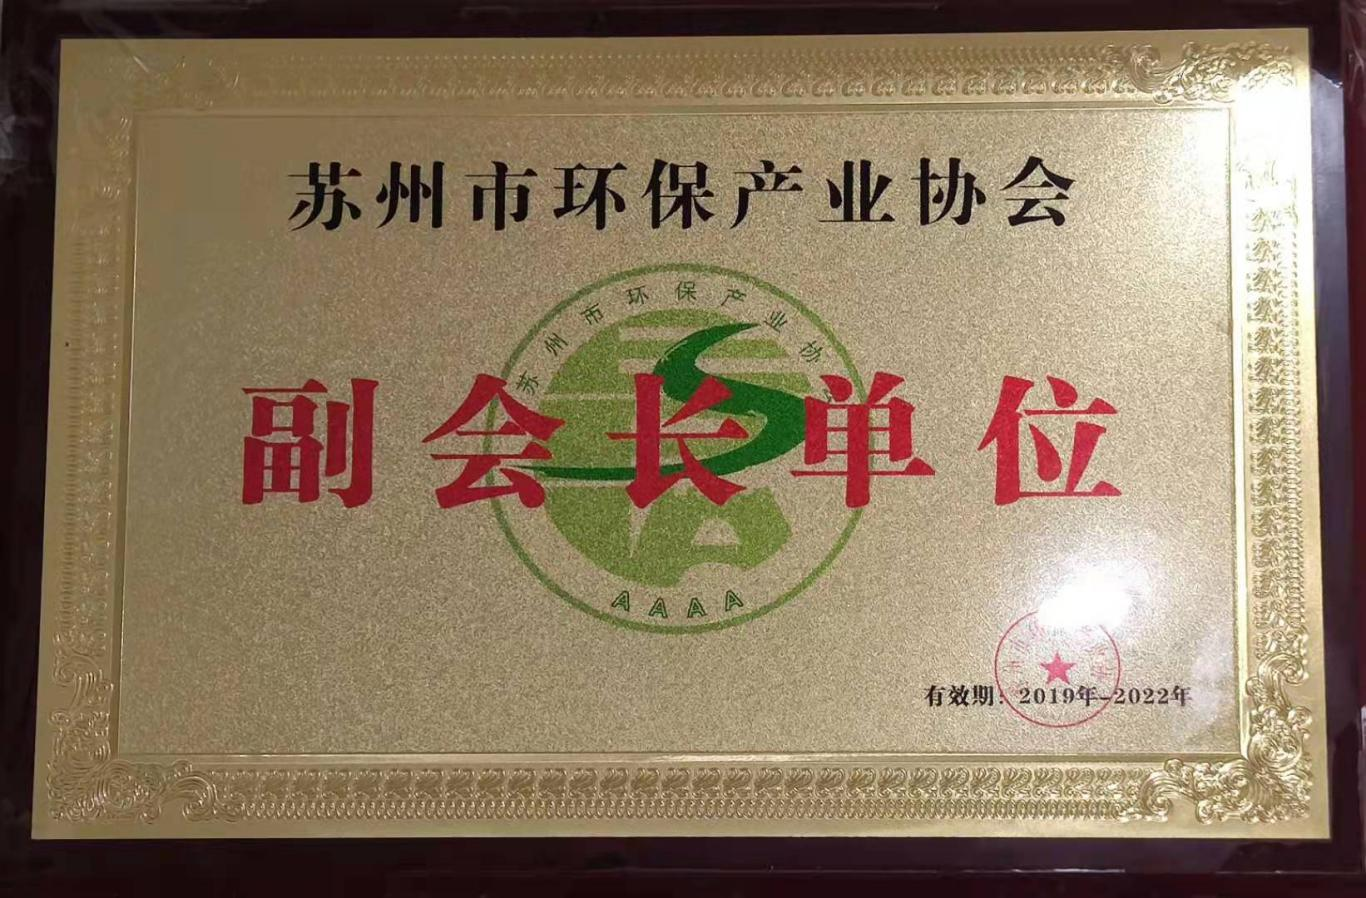 苏州市环保产业协会
苏州市环保产业协
副会长单位
AAAA
有效期：2019年-2022年